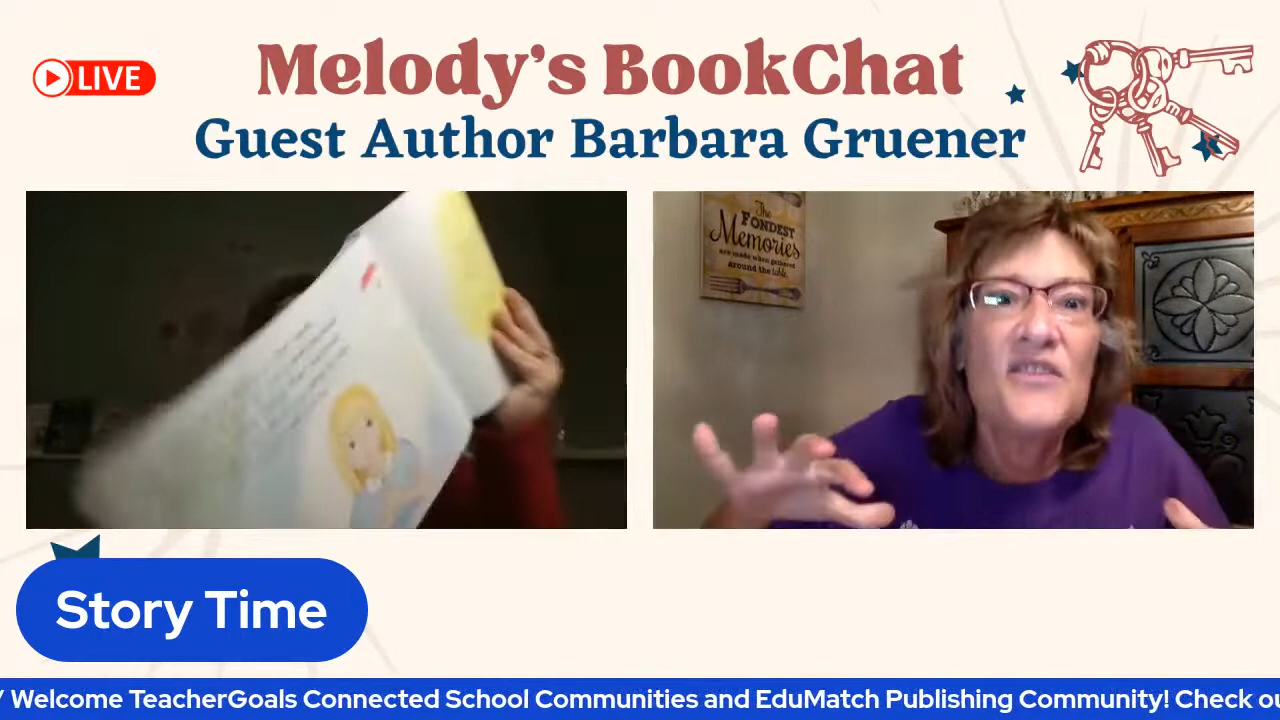 LIVE
Melody's BookChat
Guest Author Barbara Gruener
The
FONDEST
Memories
are made when gathered
around the table.
Story Time
Welcome TeacherGoals Connected School Communities and EduMatch Publishing Community! Check